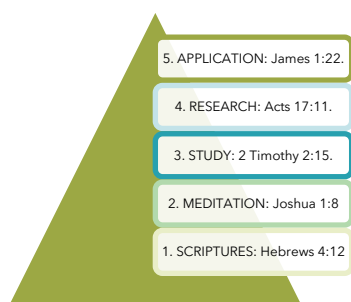 5. APPLICATION: James 1:22.
4. RESEARCH: Acts 17:11.
3. STUDY: 2 Timothy 2:15.
2. MEDITATION: Joshua 1:8
1. SCRIPTURES: Hebrews 4:12